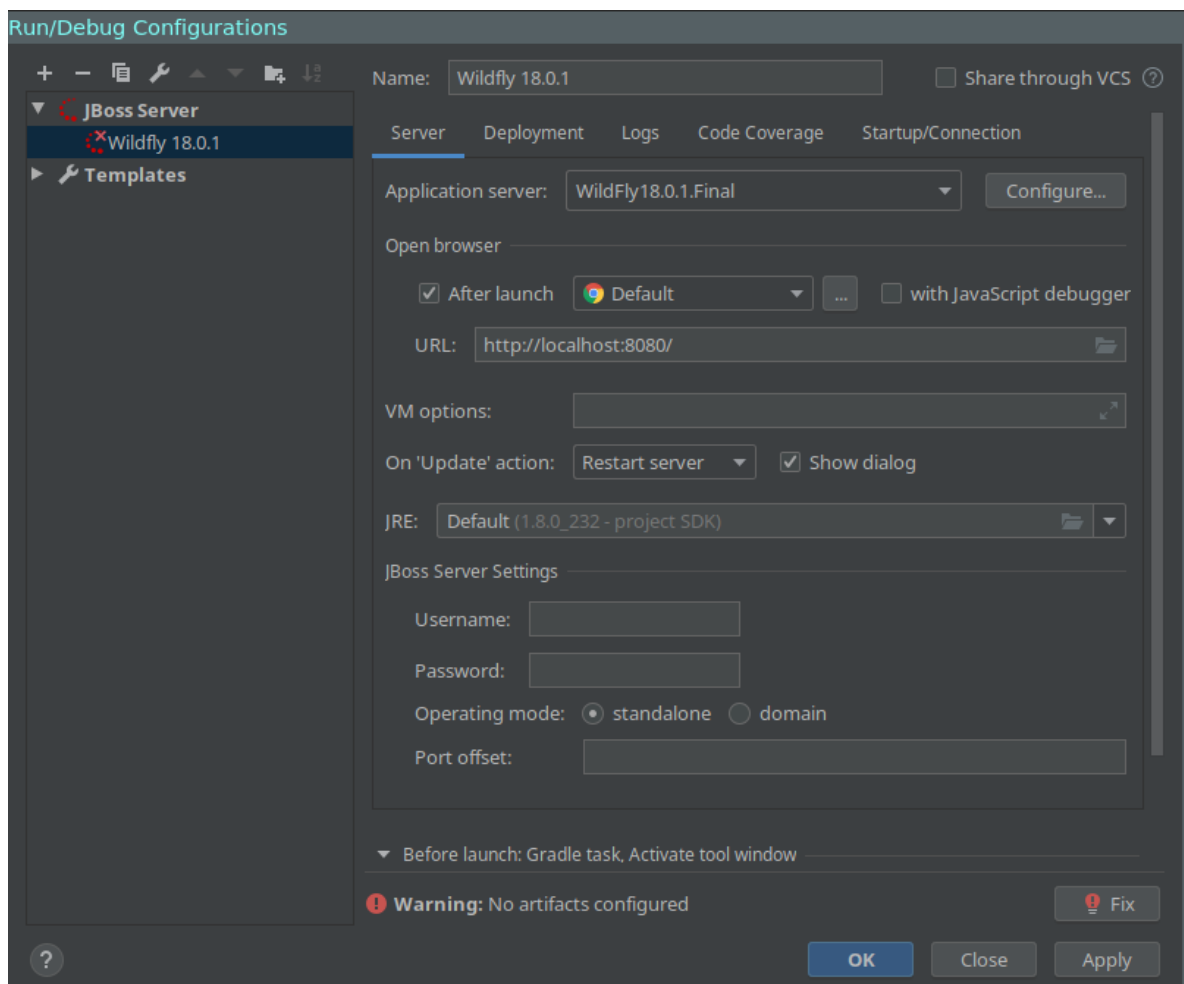 Run/Debug Configurations
Name: Wildfly 18.0.1 Share through VCS ?
JBoss Server
Wildfly 18.0.1
Templates
Server Deployment Logs Code Coverage Startup/Connection
Application server: WildFly18.0.1.Final Configure...
Open browser
After launch Default ... with JavaScript debugger
URL: http://localhost:8080/
VM options:
On 'Update' action: Restart server Show dialog
JRE: Default (1.8.0_232 - project SDK)
JBoss Server Settings
Username:
Password:
Operating mode: standalone domain
Port offset:
Before launch: Gradle task, Activate tool window
Warning: No artifacts configured Fix
? OK Close Apply